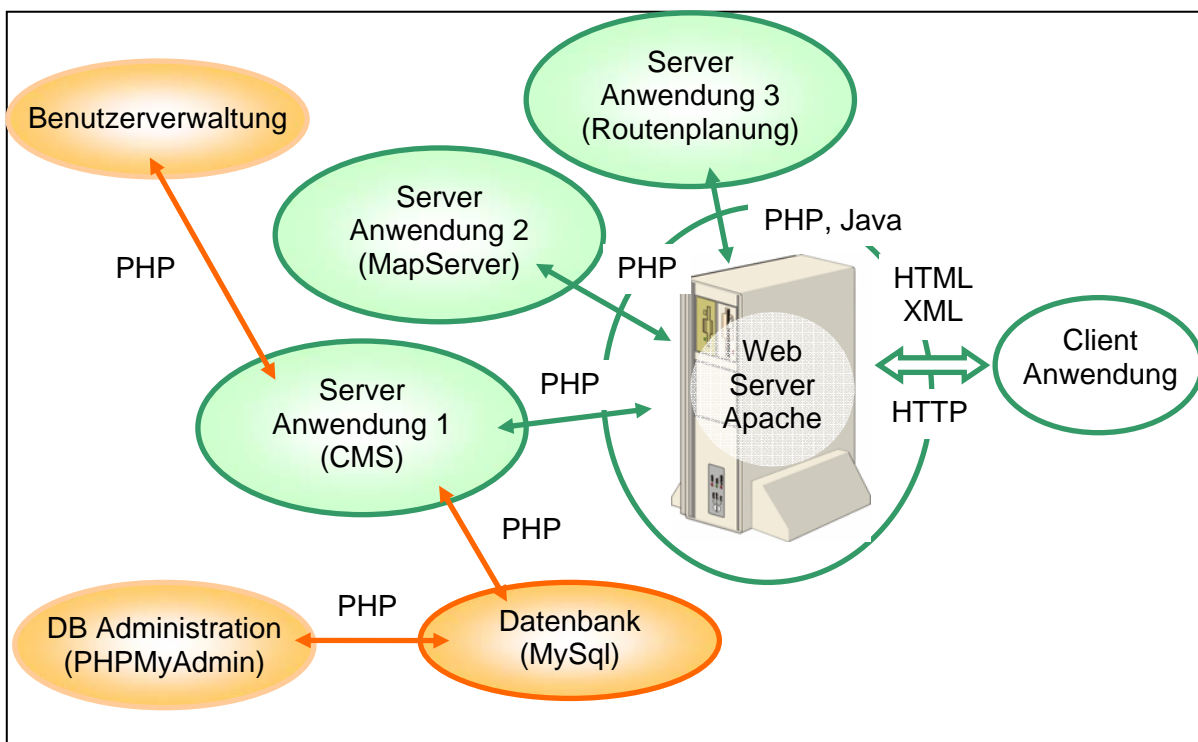 Server
Anwendung 3
(Routenplanung)
Benutzerverwaltung
Server
Anwendung 2
(MapServer)
PHP, Java
PHP
PHP
HTML
XML
Web
Server
Apache
Client
Anwendung
HTTP
Server
Anwendung 1
(CMS)
PHP
PHP
PHP
DB Administration
(PHPMyAdmin)
Datenbank
(MySql)